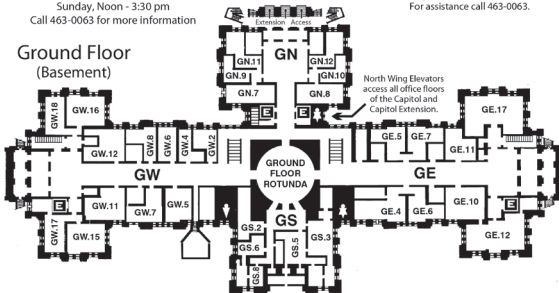 Sunday, Noon - 3:30 pm
Call 463-0063 for more information
For assistance call 463-0063.
Ground Floor
(Basement)
Extension Access
GN
GN.11
GN.12
GN.9
GN.10
GN.7
GN.8
E
E
North Wing Elevators
access all office floors
of the Capitol and
Capitol Extension.
GW.18
GW.16
GW.12
GW.8
GW.6
GW.4
GW.2
GW
GW.11
GW.7
GW.5
E
GW.17
GW.15
GROUND
FLOOR
ROTUNDA
GE.17
GE.5
GE.7
GE.11
GE
GE.4
GE.6
GE.10
E
GE.12
GS
GS.2
GS.3
GS.6
GS.5
GS.8